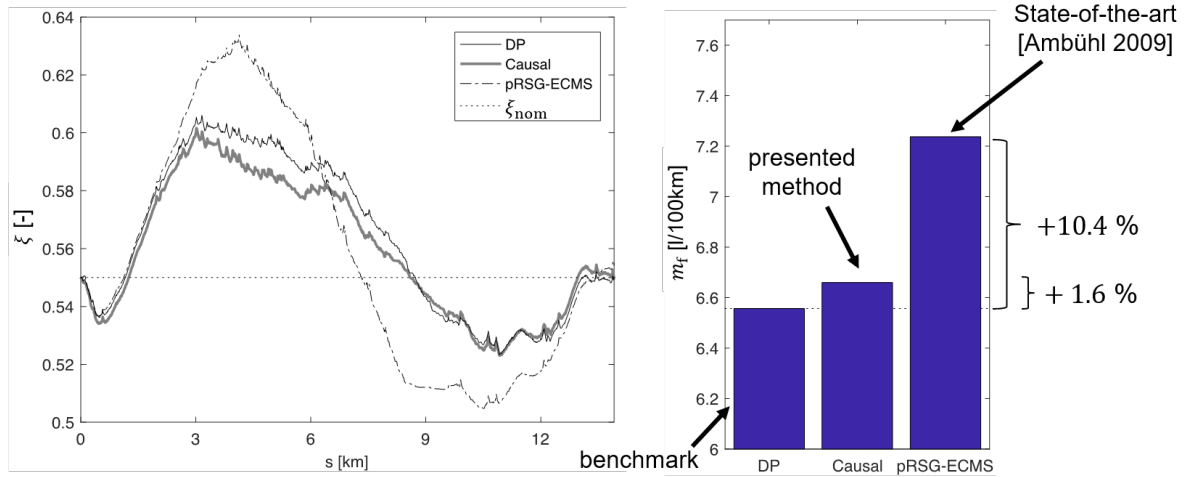 0.64
0.62
0.6
0.58
0.56
0.54
0.52
0.5
ξ [-]
0
3
6
9
12
s [km]
DP
Causal
pRSG-ECMS
ξnom
State-of-the-art
[Ambühl 2009]
presented
method
benchmark
+10.4 %
+ 1.6 %
7.6
7.4
7.2
7
6.8
6.6
6.4
6.2
6
mf [l/100km]
DP
Causal
pRSG-ECMS